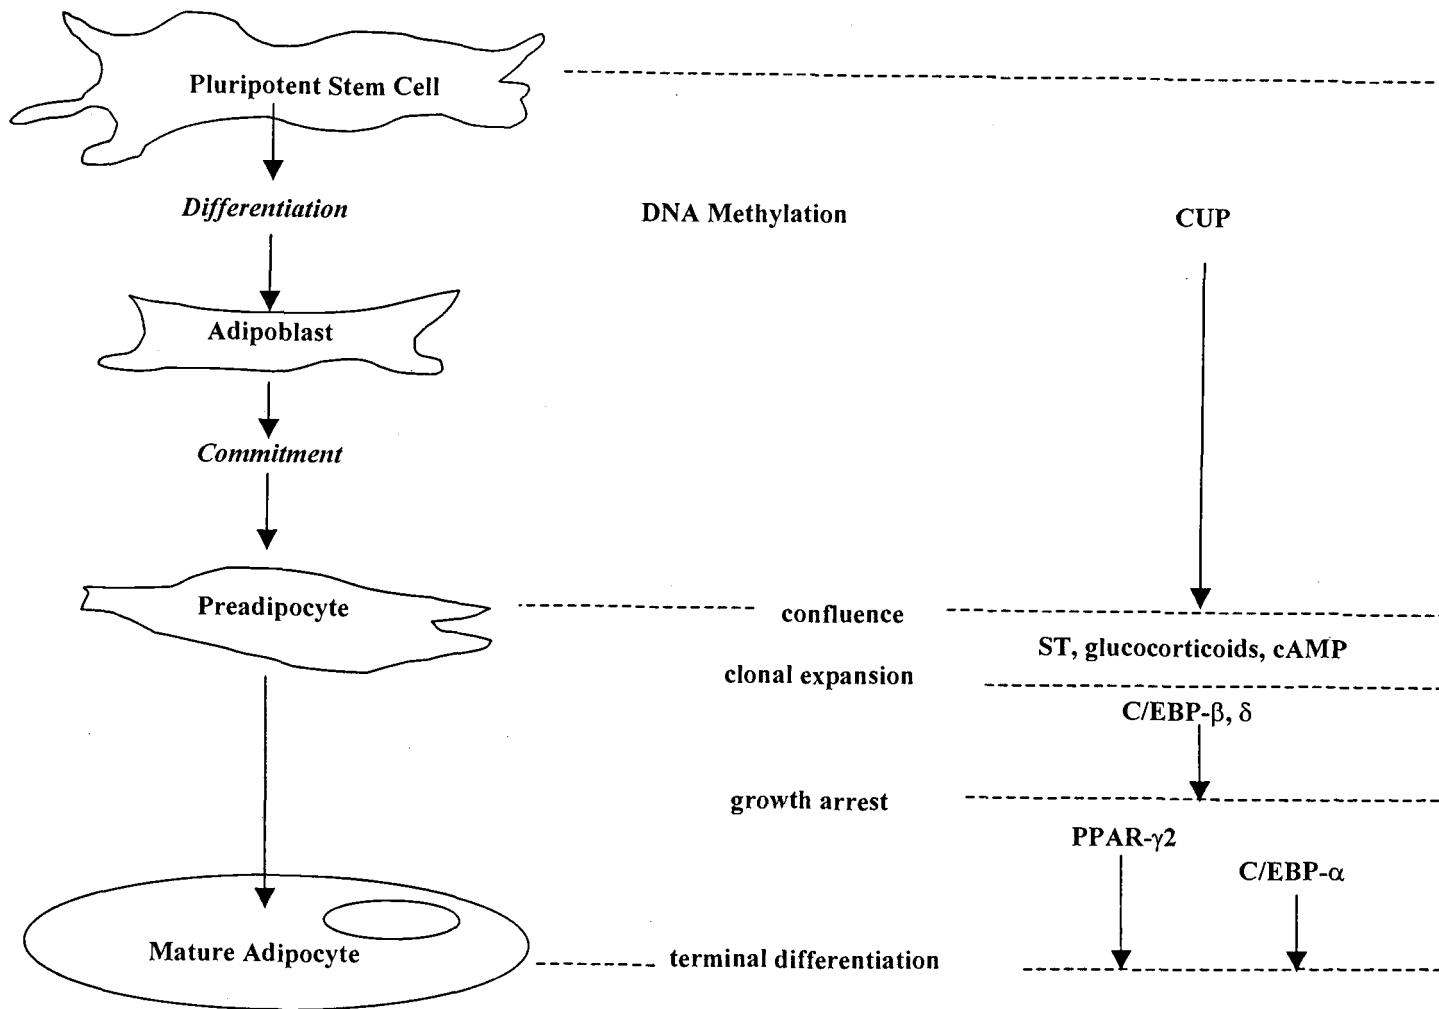 Pluripotent Stem Cell
Differentiation
DNA Methylation
CUP
Adipoblast
Commitment
Preadipocyte
confluence
ST, glucocorticoids, cAMP
clonal expansion
C/EBP-β, δ
growth arrest
PPAR-γ2
C/EBP-α
Mature Adipocyte
terminal differentiation